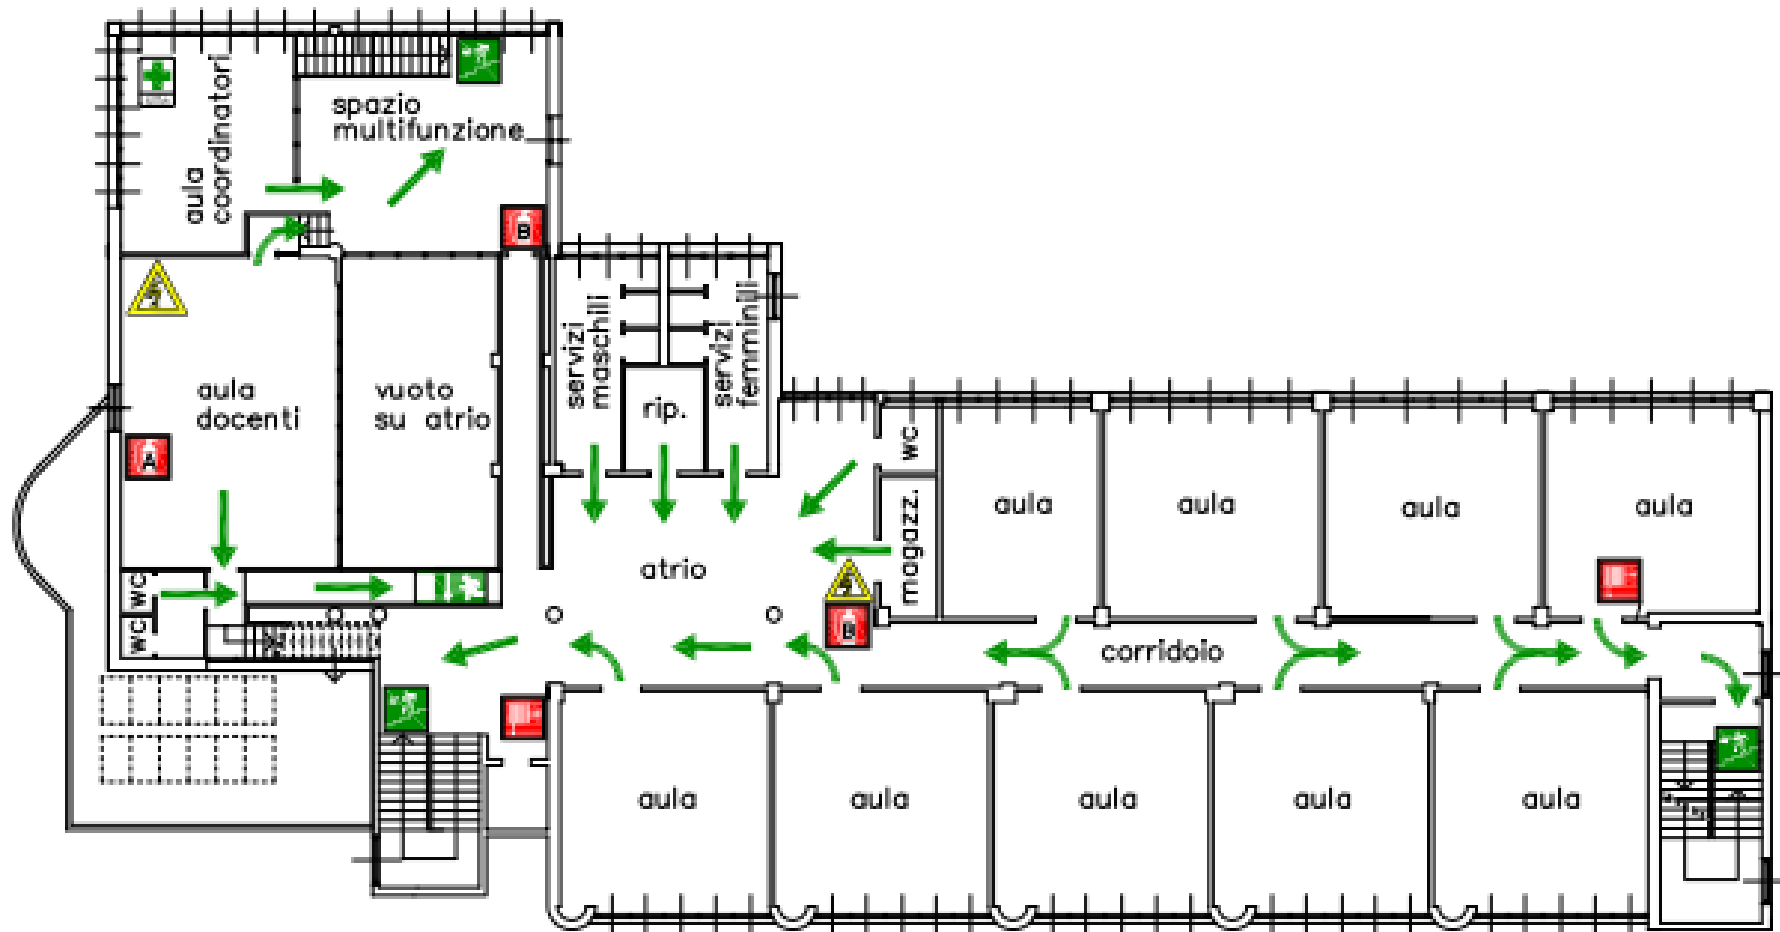 aula
coordinatori
spazio
multifunzione
B
servizi
maschili
servizi
femminili
rip.
aula
docenti
vuoto
su atrio
A
wc
magazz.
aula
aula
aula
aula
atrio
wc
wc
B
corridoio
aula
aula
aula
aula
aula